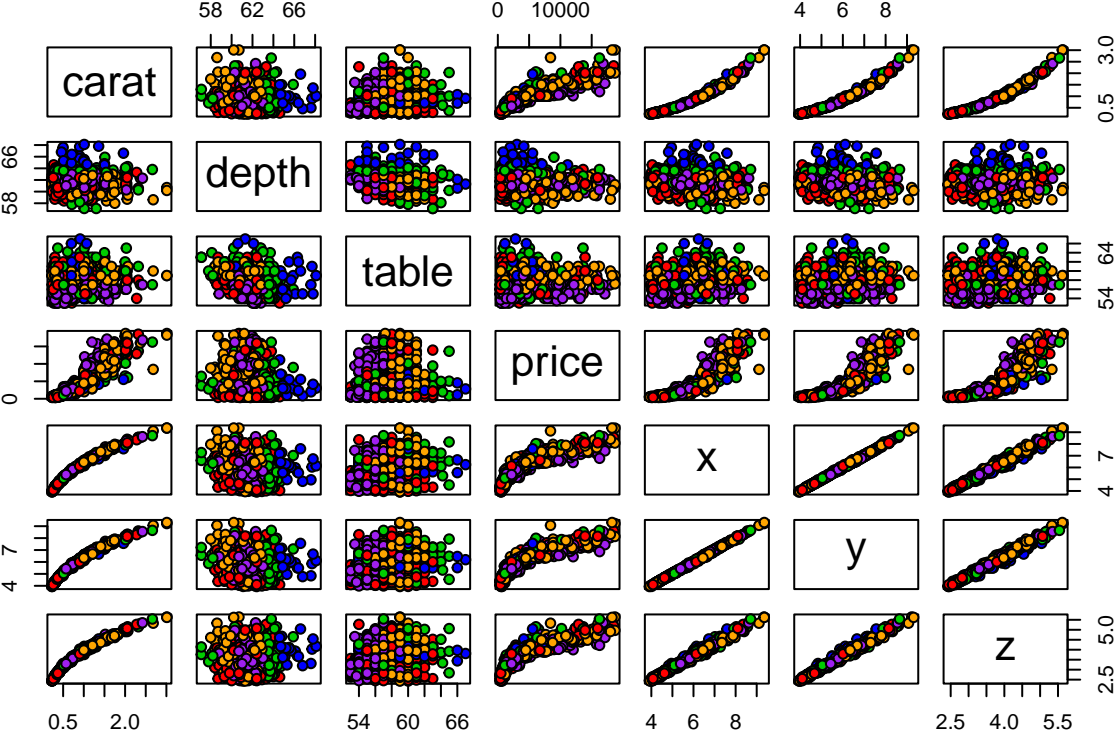 58 62 66 0 10000 4 6 8
carat 0.5 3.0
58 66 depth
table 54 64
0 price
x 4 7
4 7 y
z 2.5 5.0
0.5 2.0 54 60 66 4 6 8 2.5 4.0 5.5